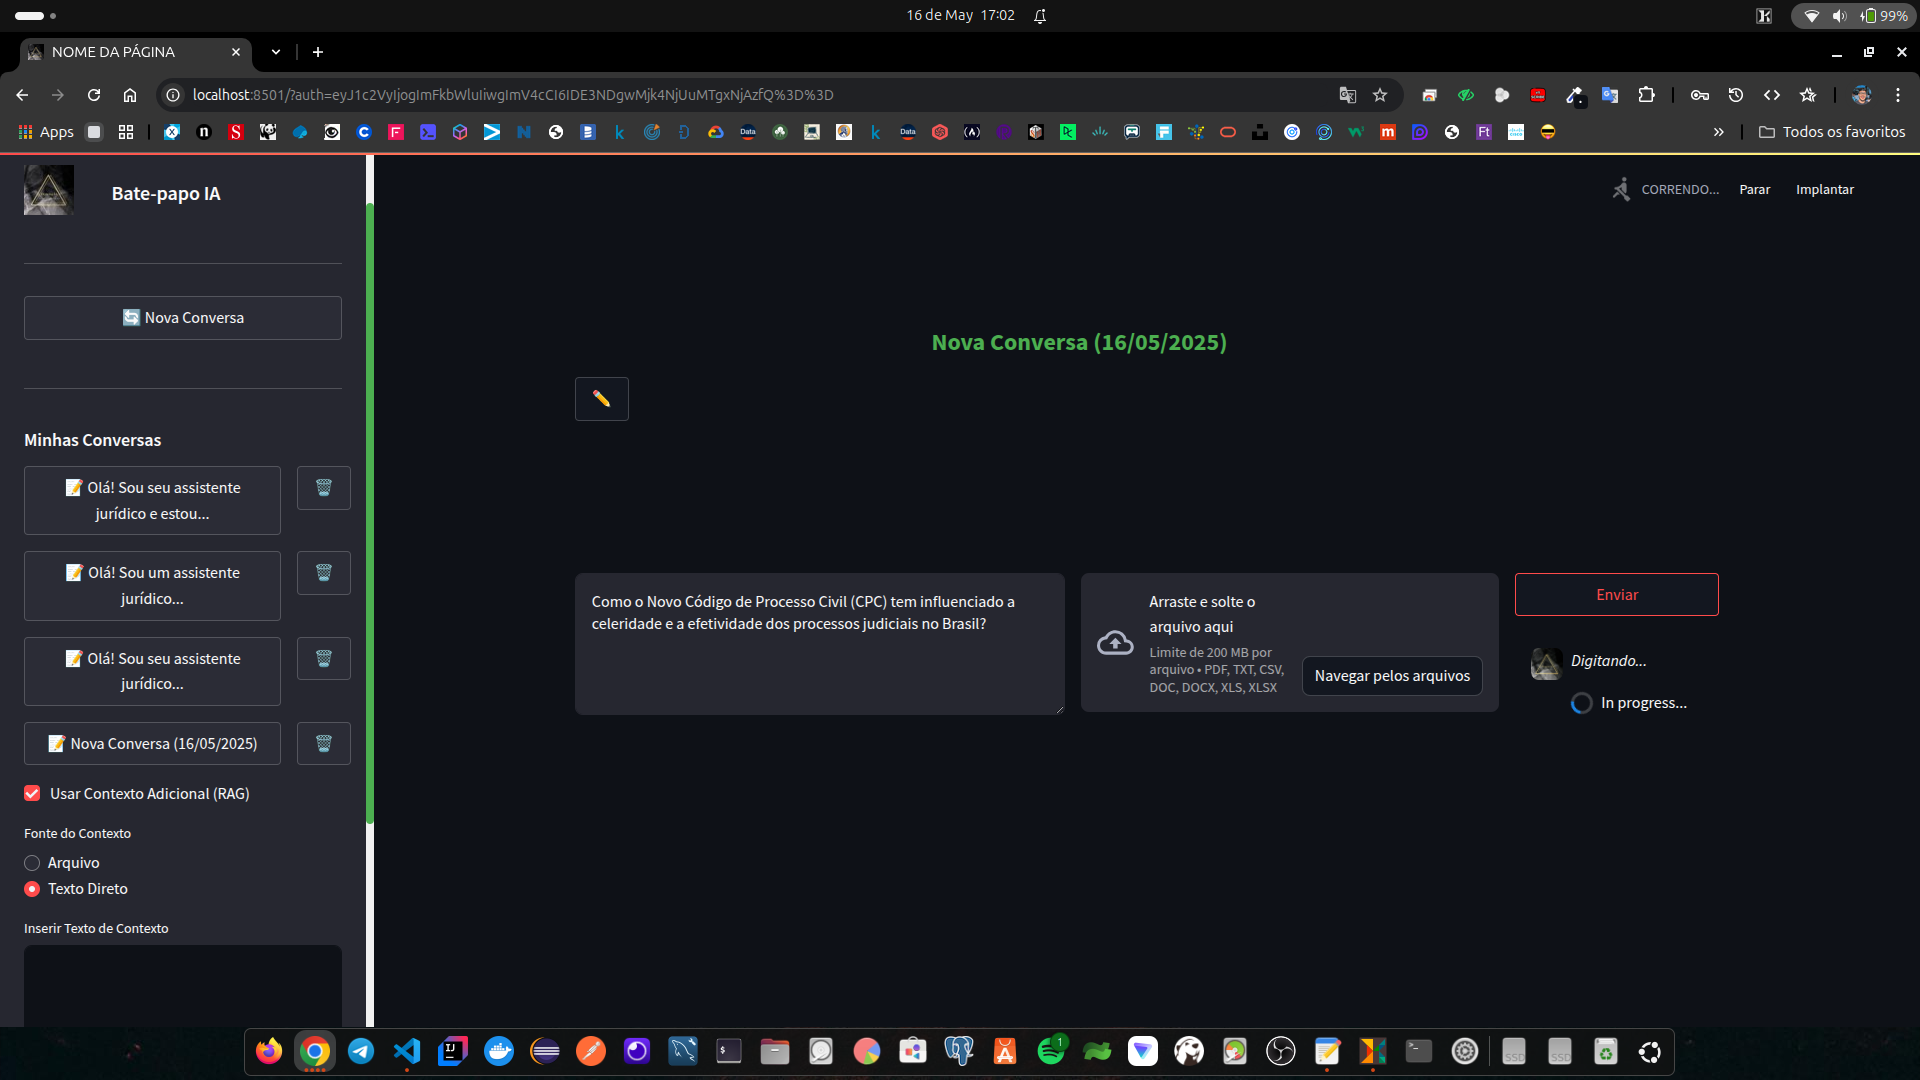 16 de May 17:02
99%
NOME DA PÁGINA
localhost:8501/?auth=eyJ1c2VyIjogImFkbWluIiwgImV4cCI6IDE3NDgwMjk4NjUuMTgxNjAzfQ%3D%3D
Apps
Todos os favoritos
Bate-papo IA
CORRENDO...
Parar
Implantar
Nova Conversa
Nova Conversa (16/05/2025)
Minhas Conversas
Olá! Sou seu assistente
jurídico e estou...
Olá! Sou um assistente
jurídico...
Olá! Sou seu assistente
jurídico...
Nova Conversa (16/05/2025)
Usar Contexto Adicional (RAG)
Fonte do Contexto
Arquivo
Texto Direto
Inserir Texto de Contexto
Como o Novo Código de Processo Civil (CPC) tem influenciado a
celeridade e a efetividade dos processos judiciais no Brasil?
Arraste e solte o
arquivo aqui
Limite de 200 MB por
arquivo • PDF, TXT, CSV,
DOC, DOCX, XLS, XLSX
Navegar pelos arquivos
Enviar
Digitando...
In progress...